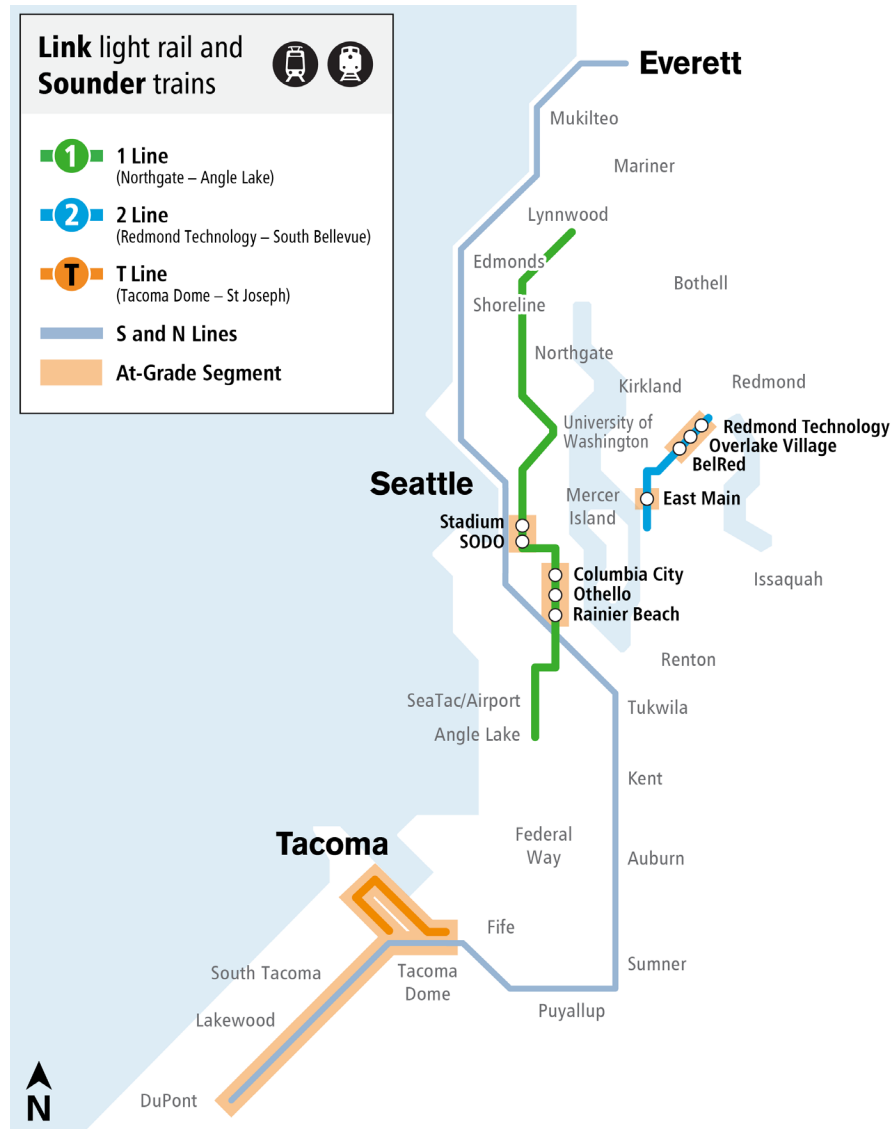 Link light rail and
Sounder trains
1
1 Line
(Northgate – Angle Lake)
2
2 Line
(Redmond Technology – South Bellevue)
T
T Line
(Tacoma Dome – St Joseph)
S and N Lines
At-Grade Segment
Everett
Mukilteo
Mariner
Lynnwood
Edmonds
Bothell
Shoreline
Northgate
Kirkland
Redmond
University of
Washington
Redmond Technology
Overlake Village
BelRed
Seattle
Mercer
Island
East Main
Stadium
SODO
Columbia City
Othello
Rainier Beach
Issaquah
Renton
SeaTac/Airport
Tukwila
Angle Lake
Kent
Tacoma
Federal
Way
Auburn
Fife
South Tacoma
Tacoma
Dome
Sumner
Lakewood
Puyallup
DuPont
N